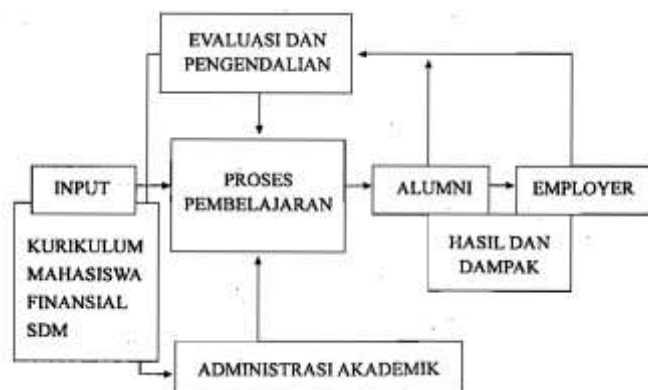 EVALUASI DAN
PENGENDALIAN
INPUT
PROSES
PEMBELAJARAN
ALUMNI
EMPLOYER
KURIKULUM
MAHASISWA
FINANSIAL
SDM
HASIL DAN
DAMPAK
ADMINISTRASI AKADEMIK